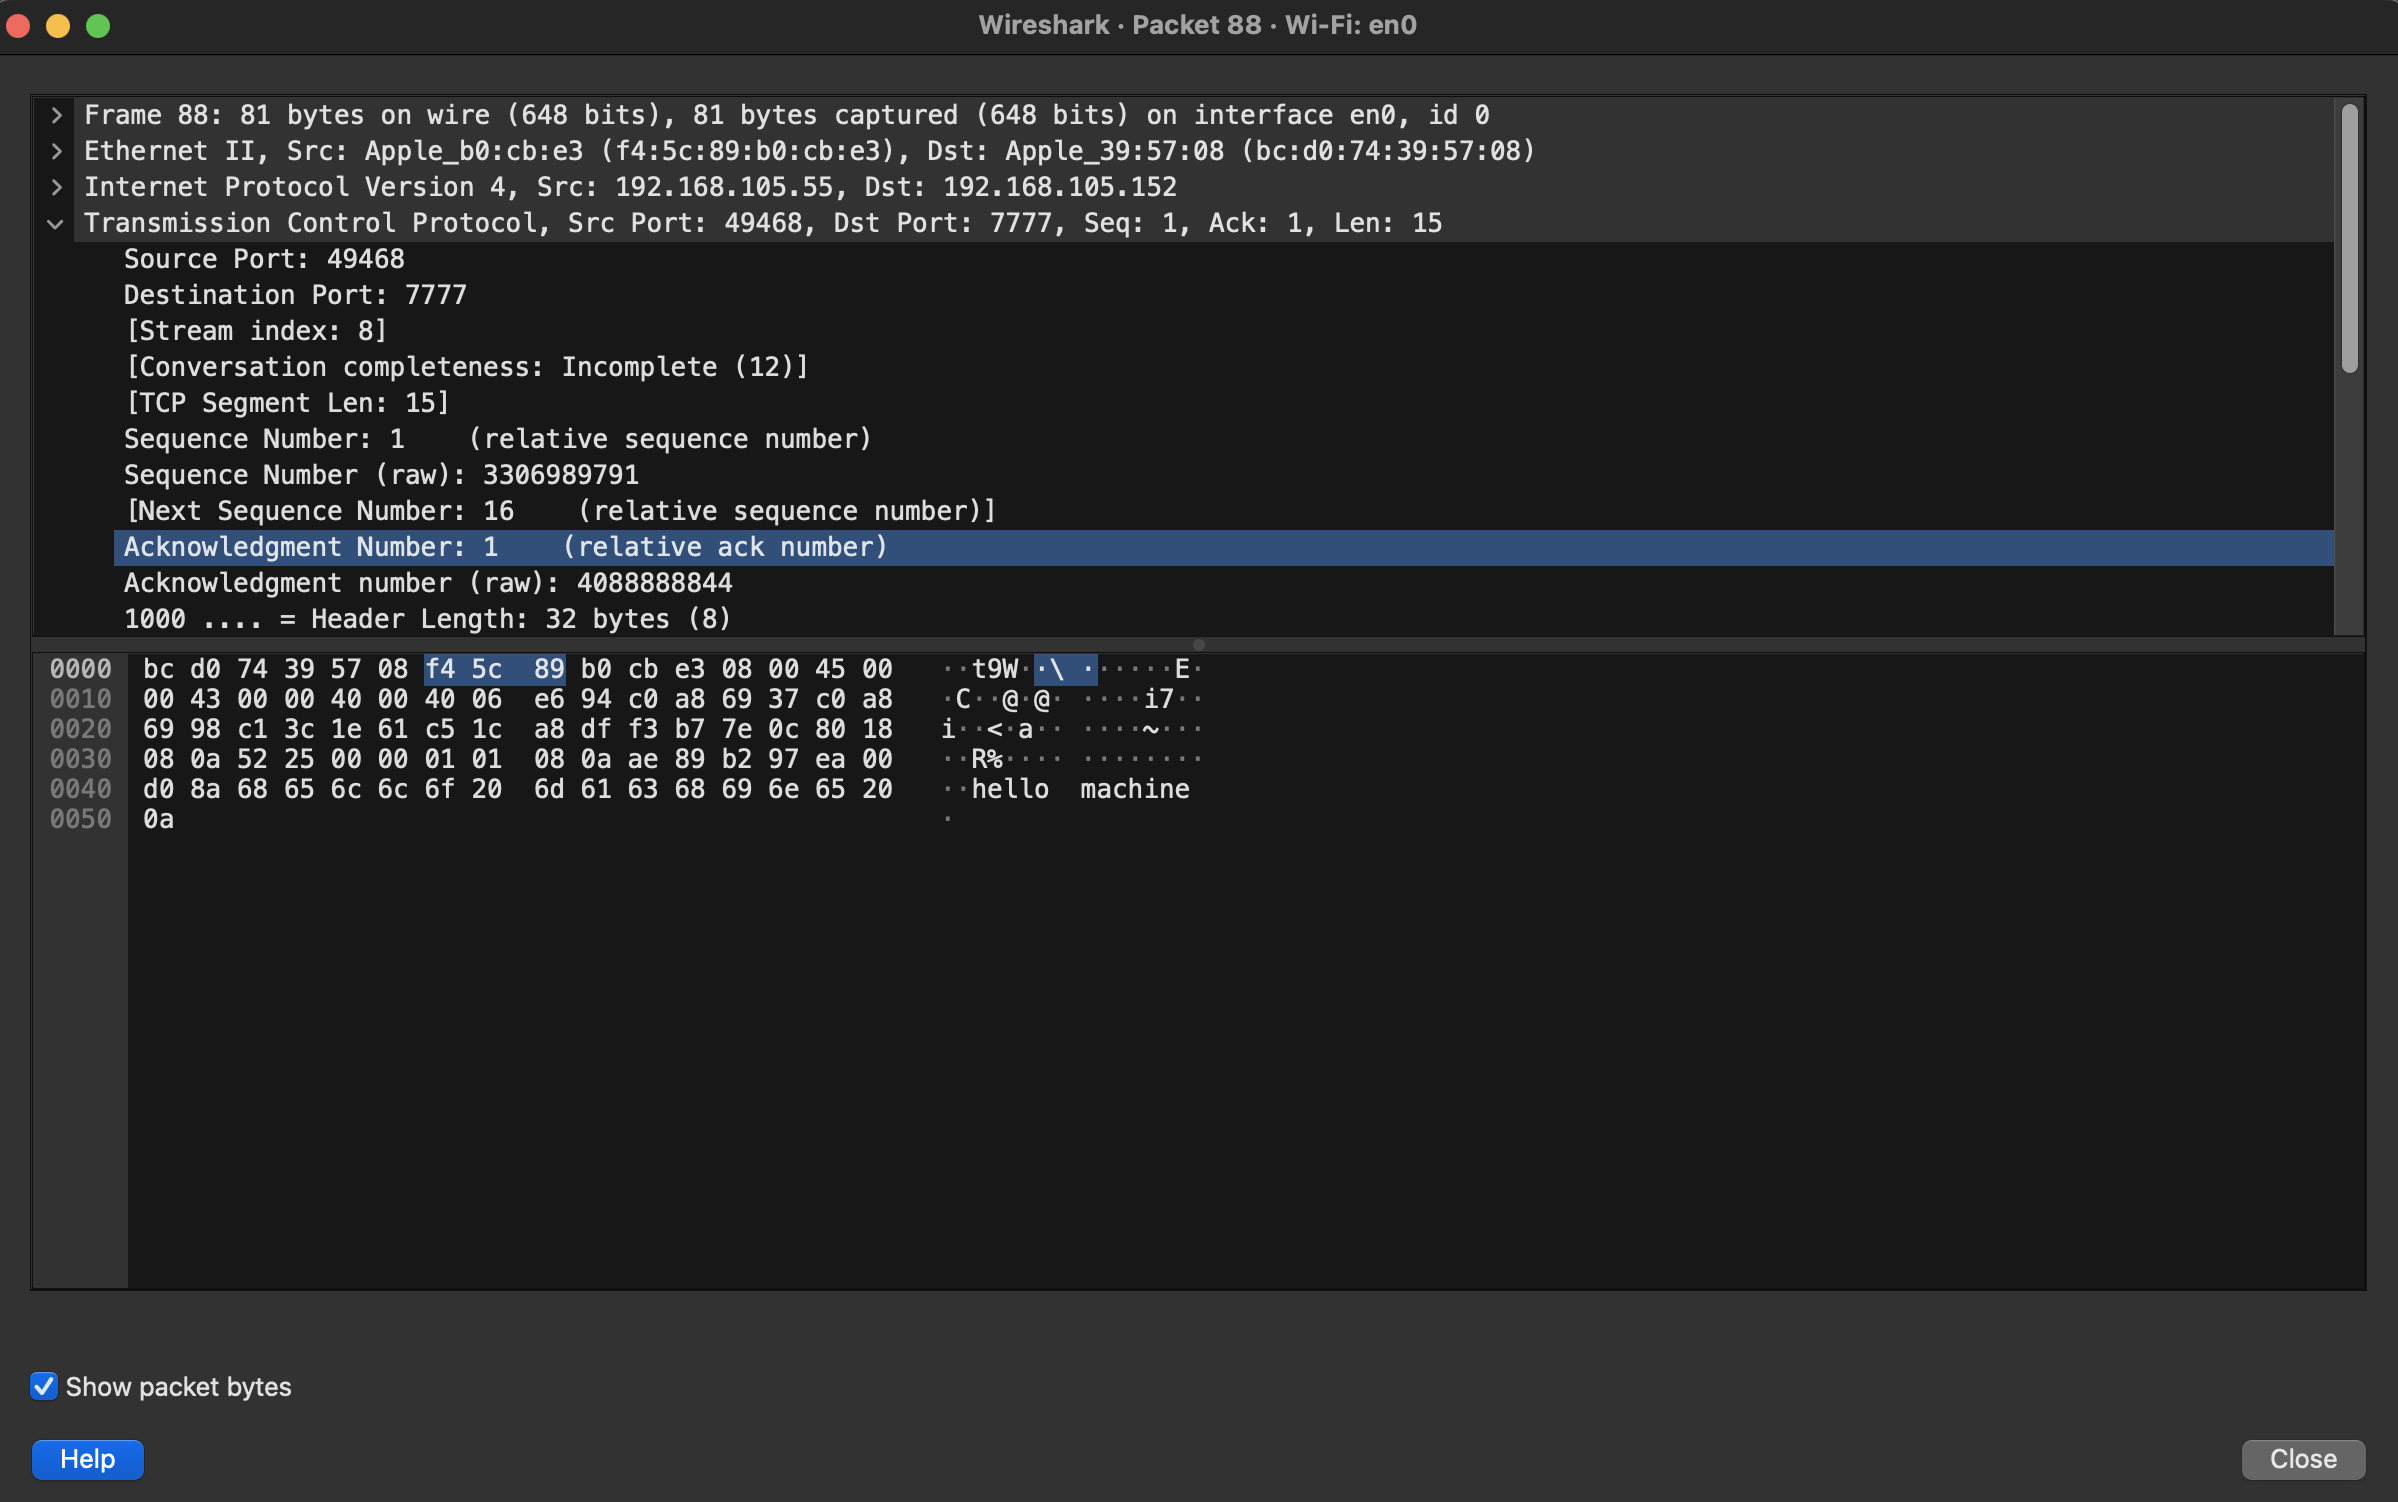 Wireshark · Packet 88 · Wi-Fi: en0
Frame 88: 81 bytes on wire (648 bits), 81 bytes captured (648 bits) on interface en0, id 0
Ethernet II, Src: Apple_b0:cb:e3 (f4:5c:89:b0:cb:e3), Dst: Apple_39:57:08 (bc:d0:74:39:57:08)
Internet Protocol Version 4, Src: 192.168.105.55, Dst: 192.168.105.152
Transmission Control Protocol, Src Port: 49468, Dst Port: 7777, Seq: 1, Ack: 1, Len: 15
Source Port: 49468
Destination Port: 7777
[Stream index: 8]
[Conversation completeness: Incomplete (12)]
[TCP Segment Len: 15]
Sequence Number: 1    (relative sequence number)
Sequence Number (raw): 3306989791
[Next Sequence Number: 16    (relative sequence number)]
Acknowledgment Number: 1    (relative ack number)
Acknowledgment number (raw): 4088888844
1000 .... = Header Length: 32 bytes (8)
0000 bc d0 74 39 57 08 f4 5c  89 b0 cb e3 08 00 45 00 ··t9W··\ ······E·
0010 00 43 00 00 40 00 40 06  e6 94 c0 a8 69 37 c0 a8 ·C··@·@· ····i7··
0020 69 98 c1 3c 1e 61 c5 1c  a8 df f3 b7 7e 0c 80 18 i··<·a·· ····~···
0030 08 0a 52 25 00 00 01 01  08 0a ae 89 b2 97 ea 00 ··R%···· ········
0040 d0 8a 68 65 6c 6c 6f 20  6d 61 63 68 69 6e 65 20 ··hello  machine
0050 0a ·
Show packet bytes
Help Close